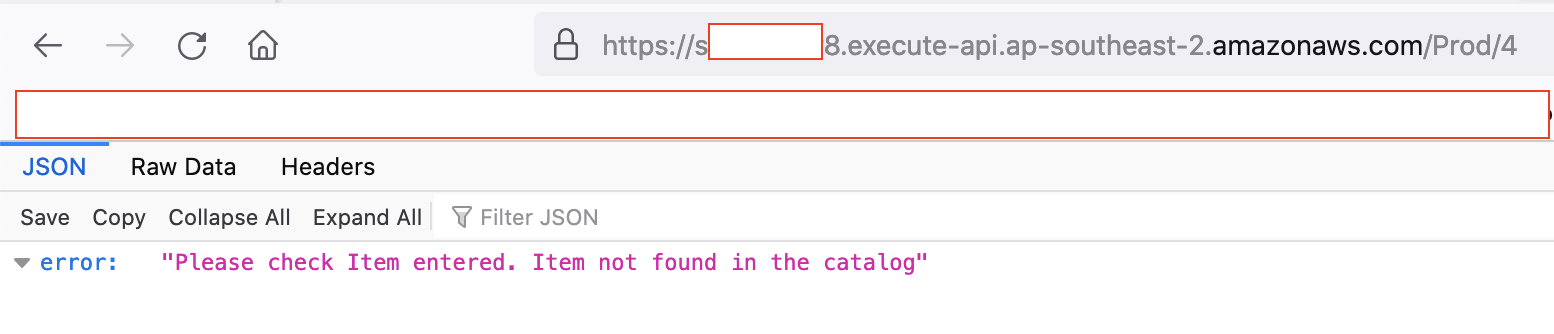 https://s 8.execute-api.ap-southeast-2.amazonaws.com/Prod/4
JSON Raw Data Headers
Save Copy Collapse All Expand All Filter JSON
error: "Please check Item entered. Item not found in the catalog"